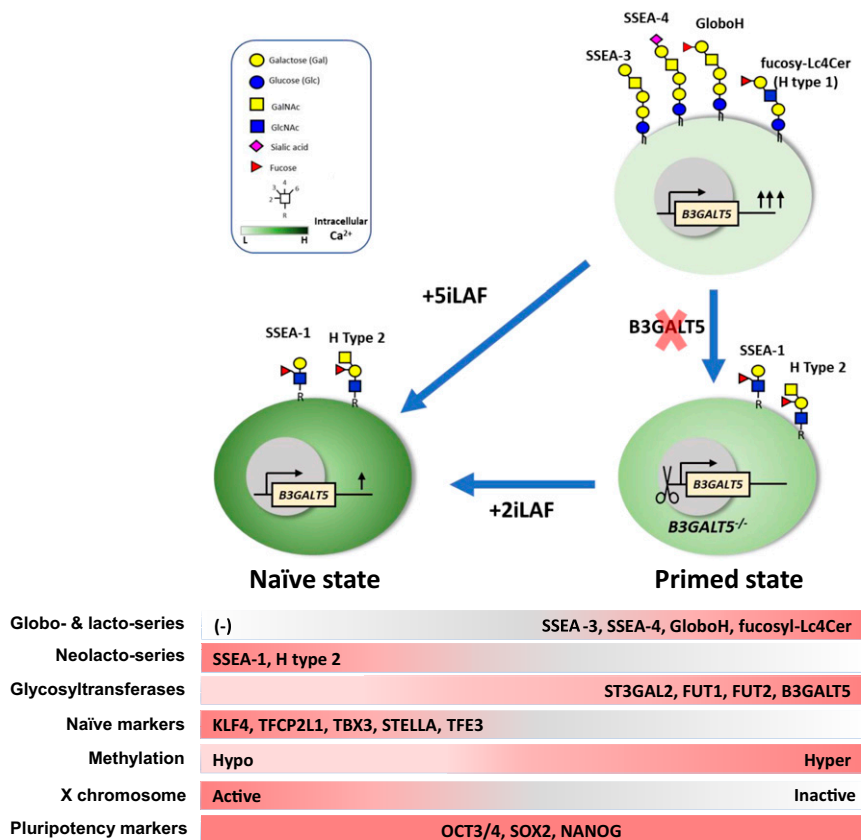 SSEA-4
GloboH
SSEA-3
fucosy-Lc4Cer
(H type 1)
Galactose (Gal)
Glucose (Glc)
GalNAc
GlcNAc
Sialic acid
Fucose
4
3
6
2
R
Intracellular
Ca²⁺
L
H
B3GALT5
+5iLAF
B3GALT5
SSEA-1
H Type 2
R
R
SSEA-1
H Type 2
R
R
B3GALT5
+2iLAF
B3GALT5
B3GALT5⁻/⁻
Naïve state
Primed state
Globo- & lacto-series (-) SSEA-3, SSEA-4, GloboH, fucosyl-Lc4Cer
Neolacto-series SSEA-1, H type 2
Glycosyltransferases ST3GAL2, FUT1, FUT2, B3GALT5
Naïve markers KLF4, TFCP2L1, TBX3, STELLA, TFE3
Methylation Hypo Hyper
X chromosome Active Inactive
Pluripotency markers OCT3/4, SOX2, NANOG